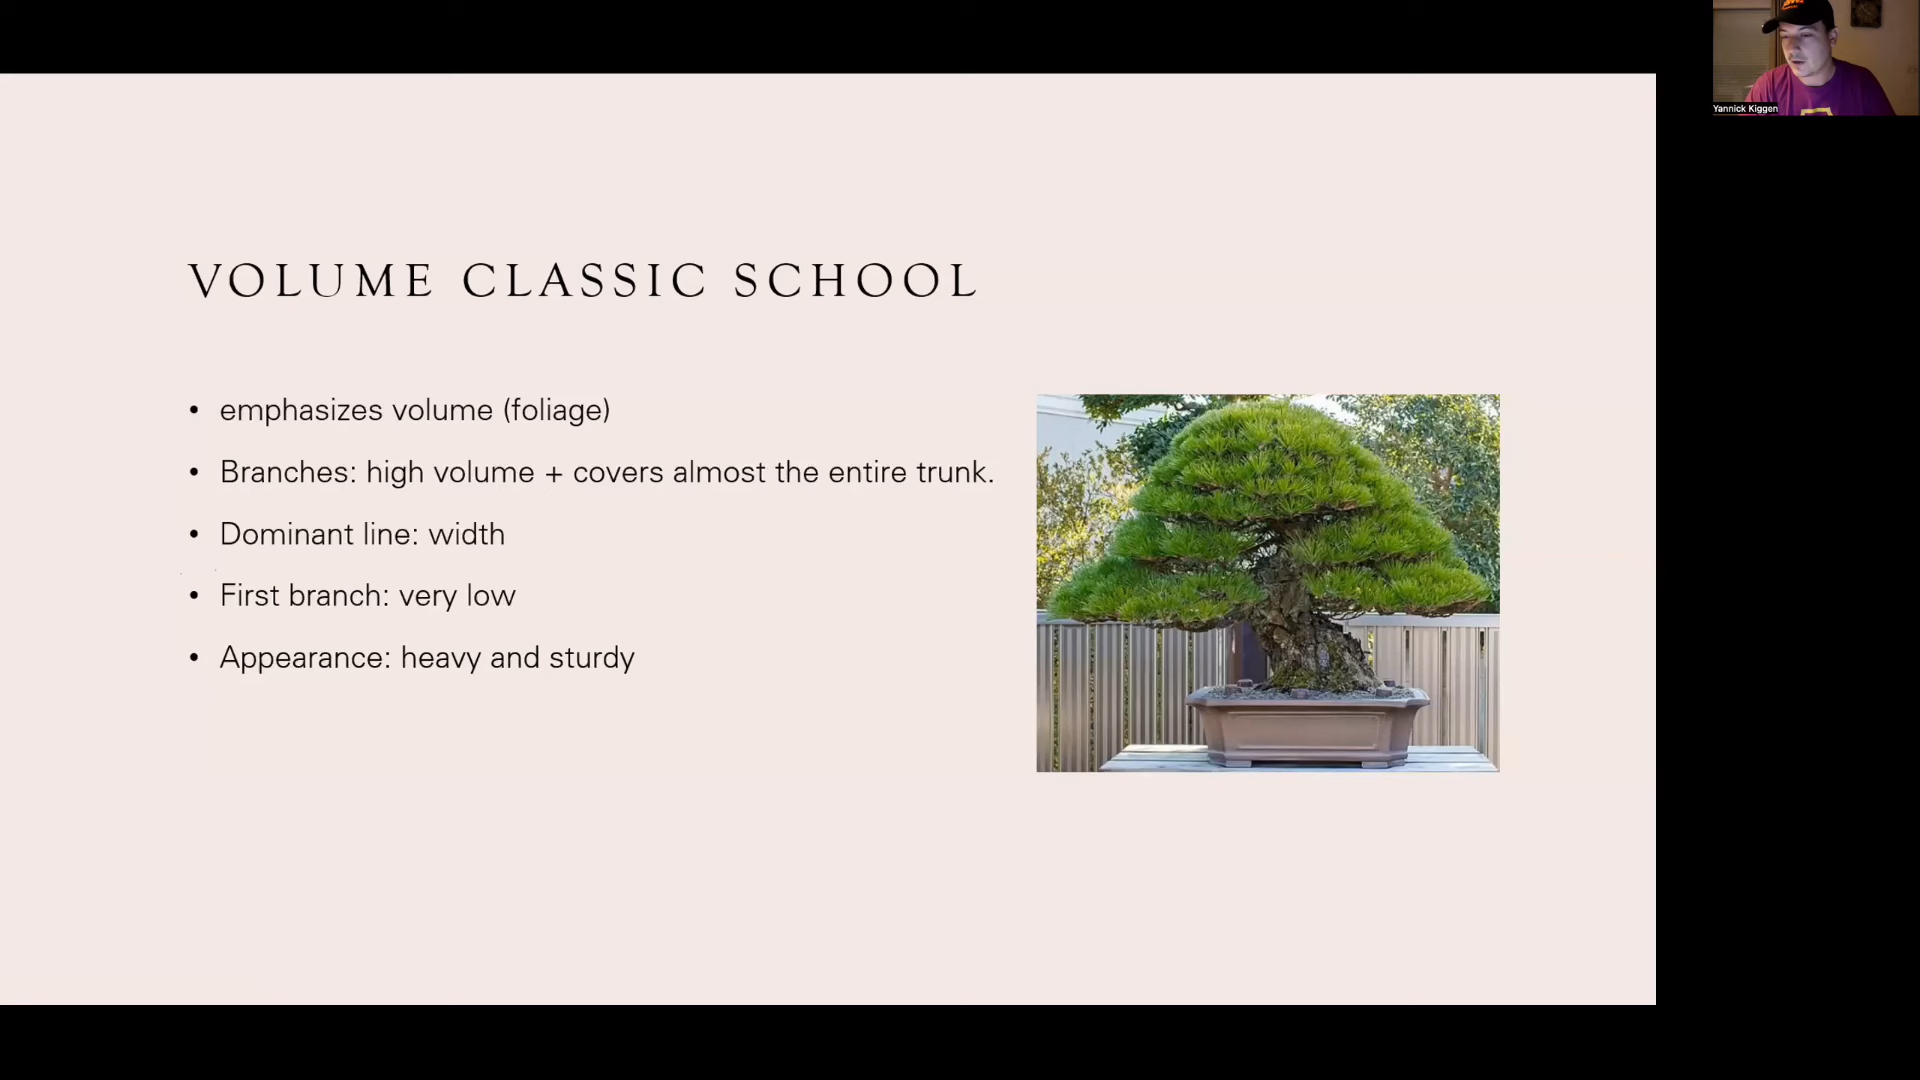 Yannick Kiggen
VOLUME CLASSIC SCHOOL
• emphasizes volume (foliage)
• Branches: high volume + covers almost the entire trunk.
• Dominant line: width
• First branch: very low
• Appearance: heavy and sturdy